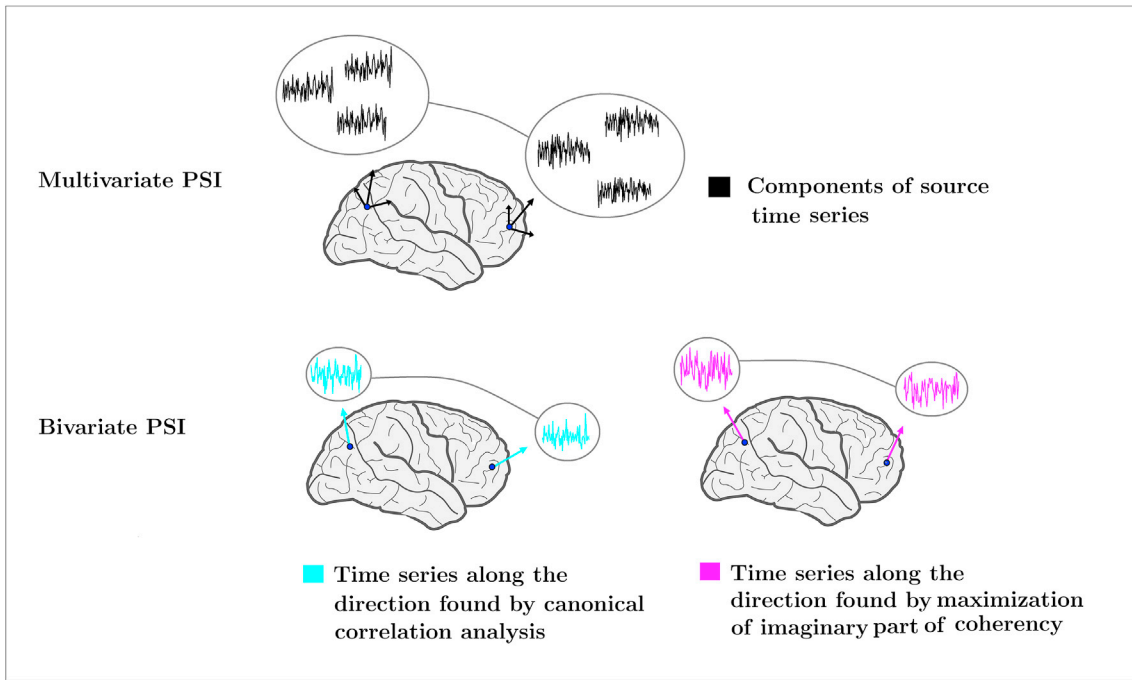 Multivariate PSI
Components of source
time series
Bivariate PSI
Time series along the
direction found by canonical
correlation analysis
Time series along the
direction found by maximization
of imaginary part of coherency